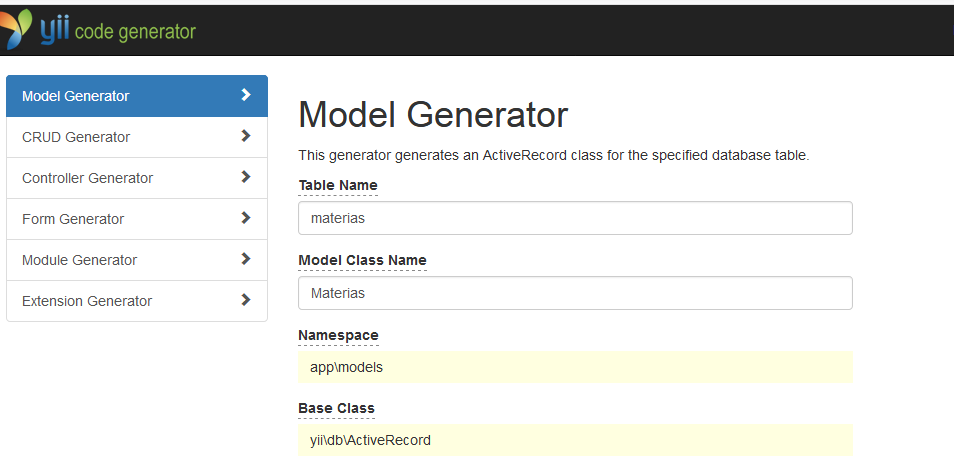 yii code generator
Model Generator
CRUD Generator
Controller Generator
Form Generator
Module Generator
Extension Generator
Model Generator
This generator generates an ActiveRecord class for the specified database table.
Table Name
materias
Model Class Name
Materias
Namespace
app\models
Base Class
yii\db\ActiveRecord